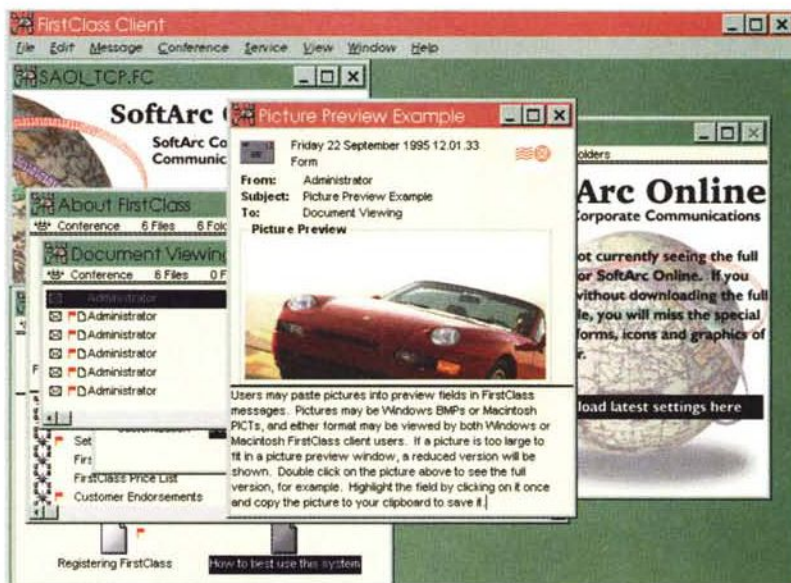 FirstClass Client
File Edit Message Conference Service View Window Help
SAOL_TCP.FC
SoftArc
SoftArc
Communic
About FirstClass
Conference 6 Files
Document Viewing
Conference 6 Files
Administrator
Administrator
Administrator
Administrator
Administrator
FirstClass Price List
Customer Endorsements
Registering FirstClass
How to best use this system
Picture Preview Example
Friday 22 September 1995 12.01.33
Form
From: Administrator
Subject: Picture Preview Example
To: Document Viewing
Picture Preview
Users may paste pictures into preview fields in FirstClass
messages. Pictures may be Windows BMPs or Macintosh
PICTs, and either format may be viewed by both Windows or
Macintosh FirstClass client users. If a picture is too large to
fit in a picture preview window, a reduced version will be
shown. Double click on the picture above to see the full
version, for example. Highlight the field by clicking on it once
and copy the picture to your clipboard to save it.
olders
Arc Online
Corporate Communications
ot currently seeing the full
or SoftArc Online. If you
without downloading the full
le, you will miss the special
forms, icons and graphics of
r.
load latest settings here